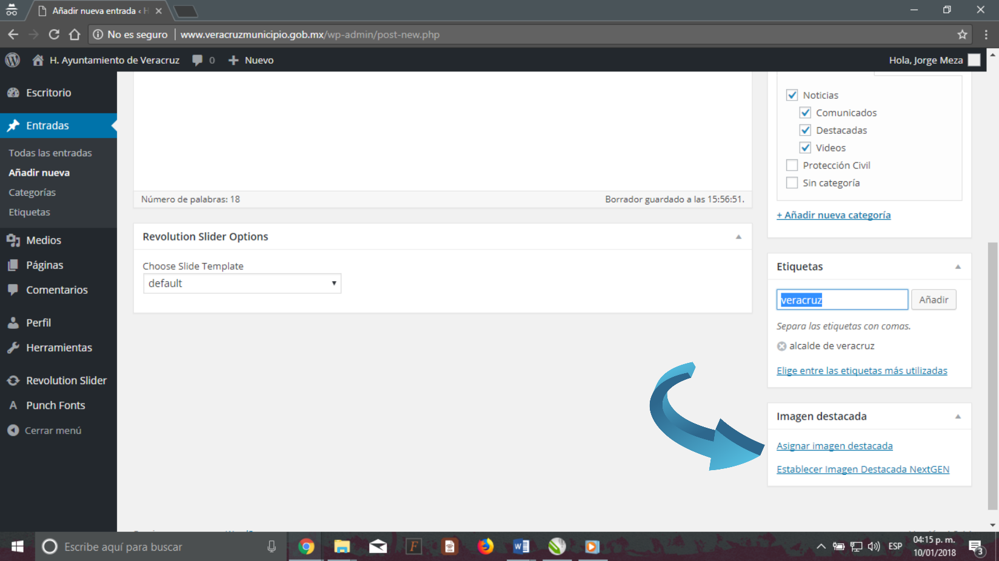 Añadir nueva entrada ‹ H
No es seguro
www.veracruzmunicipio.gob.mx/wp-admin/post-new.php
H. Ayuntamiento de Veracruz
0
Nuevo
Hola, Jorge Meza
Escritorio
Entradas
Todas las entradas
Añadir nueva
Categorías
Etiquetas
Medios
Páginas
Comentarios
Perfil
Herramientas
Revolution Slider
A Punch Fonts
Cerrar menú
Número de palabras: 18
Borrador guardado a las 15:56:51.
Revolution Slider Options
Choose Slide Template
default
Noticias
Comunicados
Destacadas
Videos
Protección Civil
Sin categoría
+ Añadir nueva categoría
Etiquetas
veracruz
Añadir
Separa las etiquetas con comas.
alcalde de veracruz
Elige entre las etiquetas más utilizadas
Imagen destacada
Asignar imagen destacada
Establecer Imagen Destacada NextGEN
Escribe aquí para buscar
F
W
ESP
04:15 p. m.
10/01/2018
3